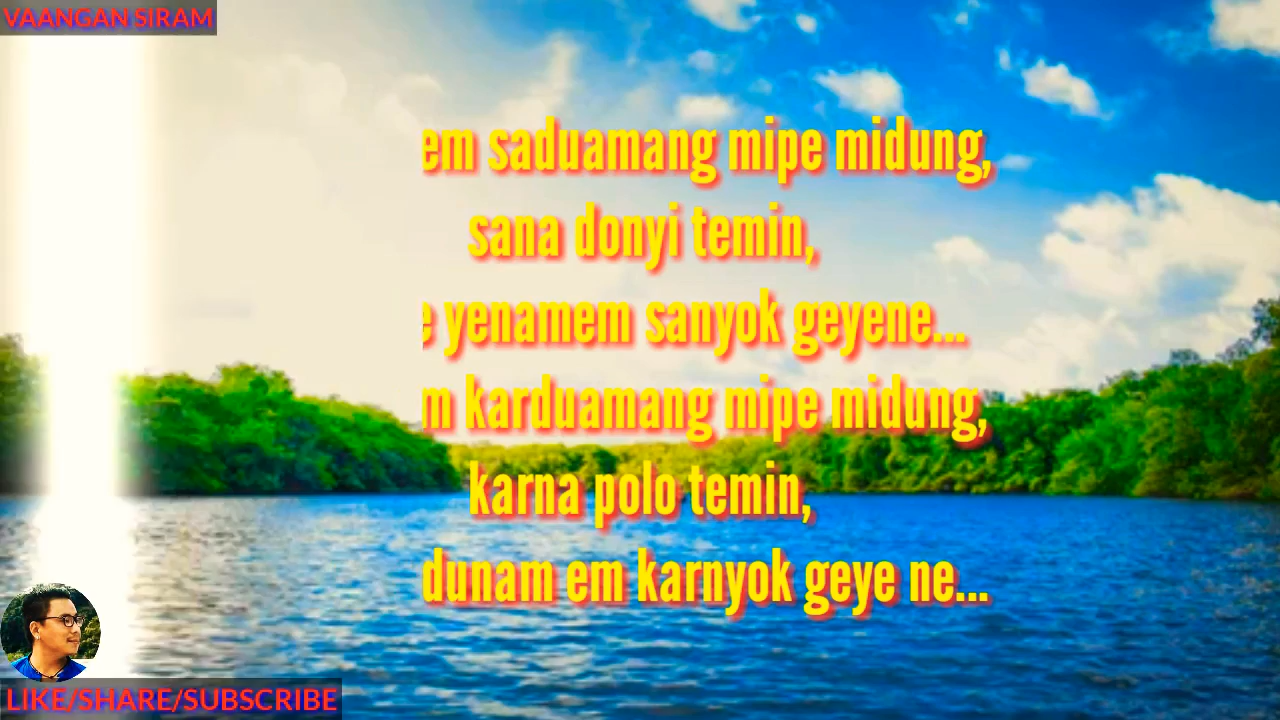 VAANGAN SIRAM
em saduamang mipe midung,
sana donyi temin,
e yenamem sanyok geyene...
m karduamang mipe midung,
karna polo temin,
dunam em karnyok geye ne...
LIKE/SHARE/SUBSCRIBE